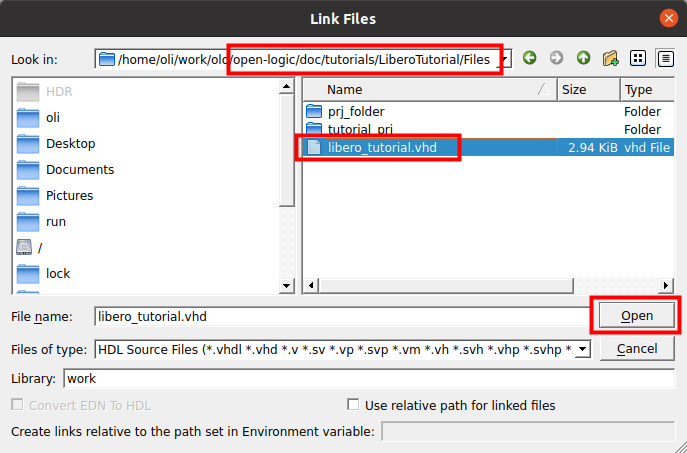 Link Files
Look in: /home/oli/work/olo/open-logic/doc/tutorials/LiberoTutorial/Files
HDR
oli
Desktop
Documents
Pictures
run
/
lock
Name Size Type
prj_folder Folder
tutorial_prj Folder
libero_tutorial.vhd 2.94 KiB vhd File
File name: libero_tutorial.vhd Open
Files of type: HDL Source Files (*.vhdl *.vhd *.v *.sv *.vp *.svp *.vm *.vh *.svh *.vhp *.svhp * Cancel
Library: work
Convert EDN To HDL Use relative path for linked files
Create links relative to the path set in Environment variable: